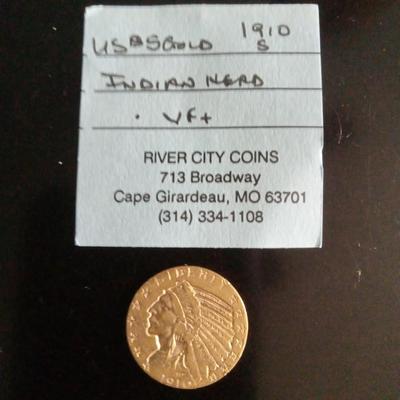 US $5 GOLD 1910
S
INDIAN HEAD
· VF+
RIVER CITY COINS
713 Broadway
Cape Girardeau, MO 63701
(314) 334-1108
LIBERTY
1910